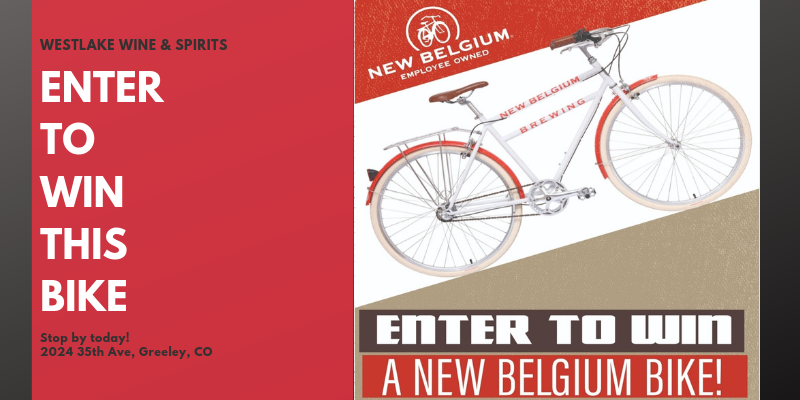 WESTLAKE WINE & SPIRITS
ENTER
TO
WIN
THIS
BIKE
Stop by today!
2024 35th Ave, Greeley, CO
NEW BELGIUM
EMPLOYEE OWNED
NEW BELGIUM
BREWING
ENTER TO WIN
A NEW BELGIUM BIKE!